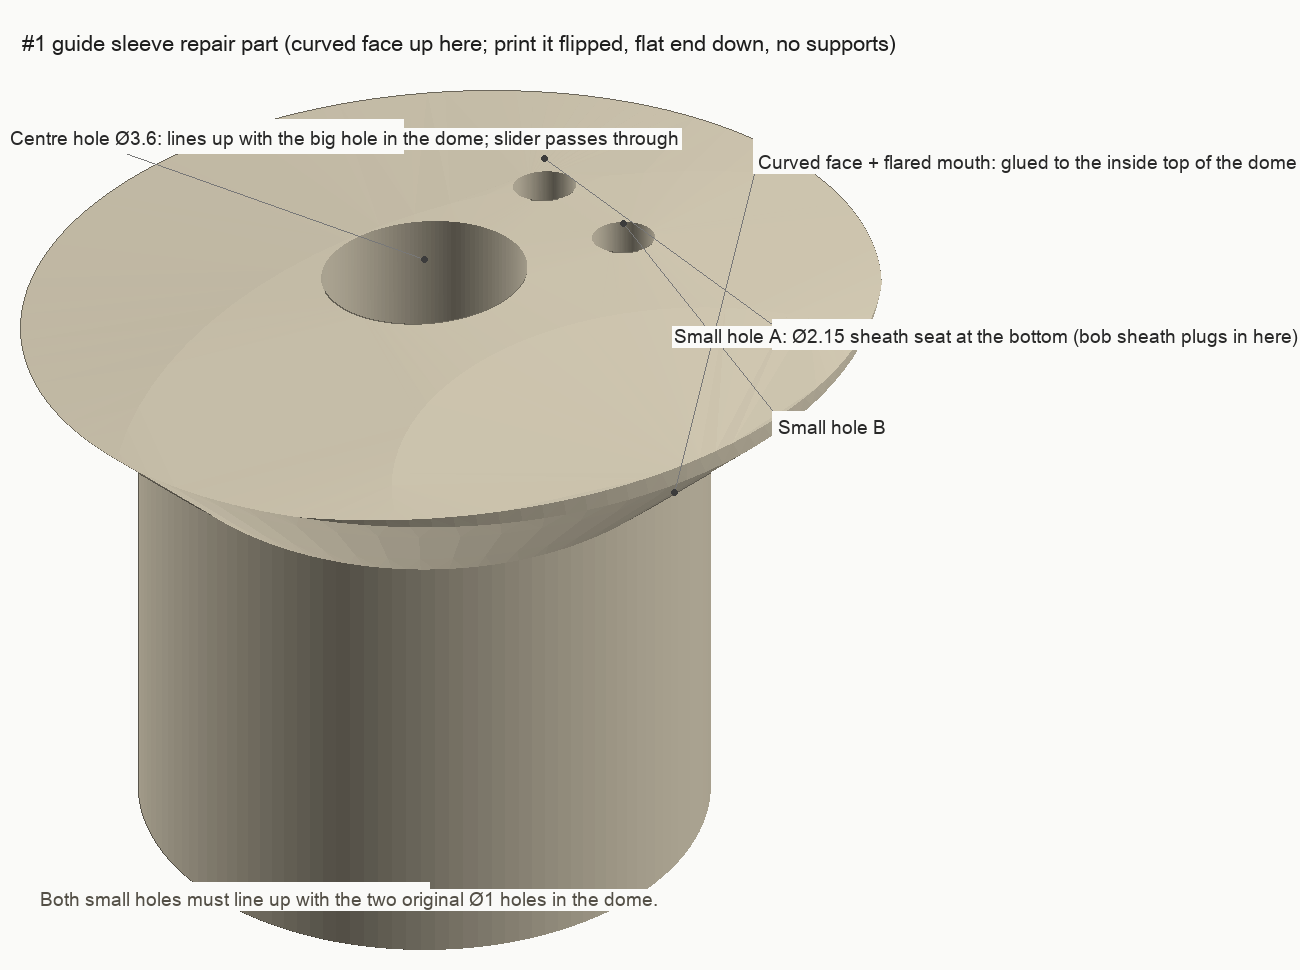 #1 guide sleeve repair part (curved face up here; print it flipped, flat end down, no supports)
Centre hole Ø3.6: lines up with the big hole in the dome; slider passes through
Curved face + flared mouth: glued to the inside top of the dome
Small hole A: Ø2.15 sheath seat at the bottom (bob sheath plugs in here)
Small hole B
Both small holes must line up with the two original Ø1 holes in the dome.